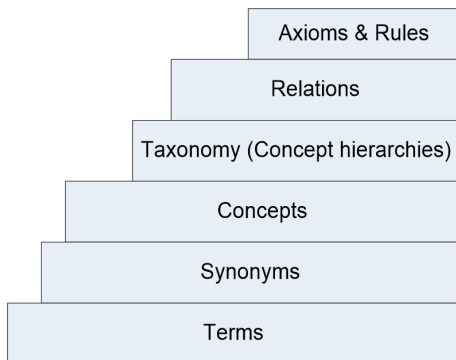 Axioms & Rules
Relations
Taxonomy (Concept hierarchies)
Concepts
Synonyms
Terms